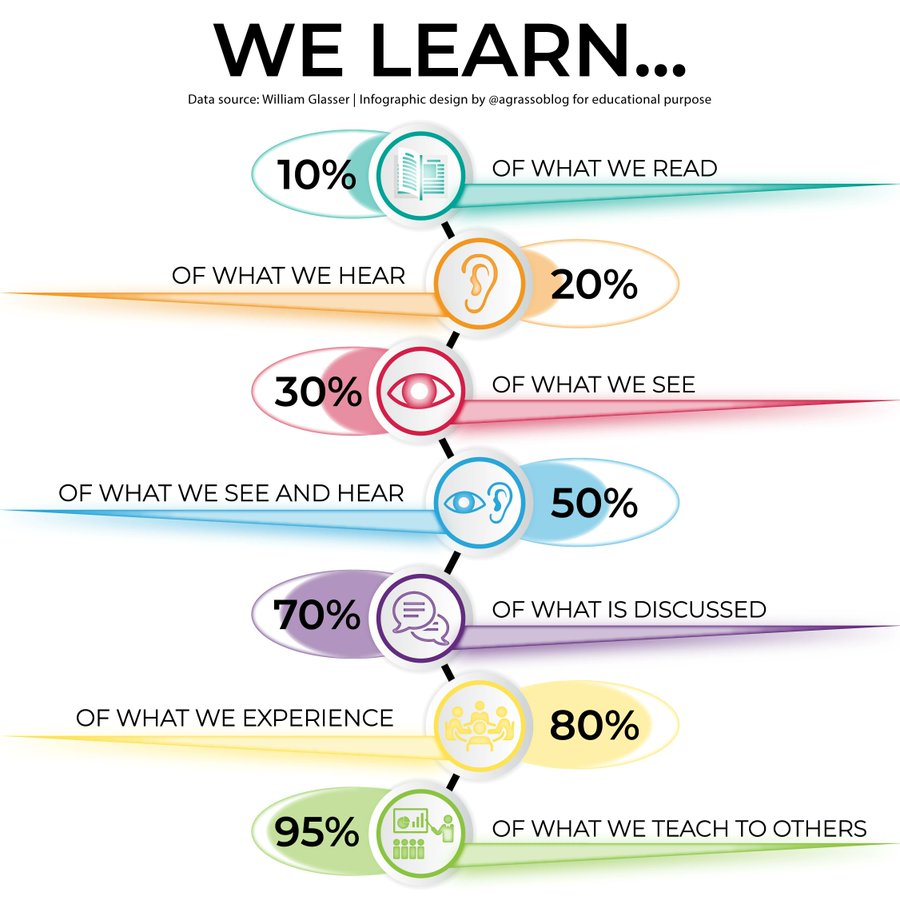 WE LEARN...
Data source: William Glasser | Infographic design by @agrassoblog for educational purpose
10% OF WHAT WE READ
OF WHAT WE HEAR 20%
30% OF WHAT WE SEE
OF WHAT WE SEE AND HEAR 50%
70% OF WHAT IS DISCUSSED
OF WHAT WE EXPERIENCE 80%
95% OF WHAT WE TEACH TO OTHERS